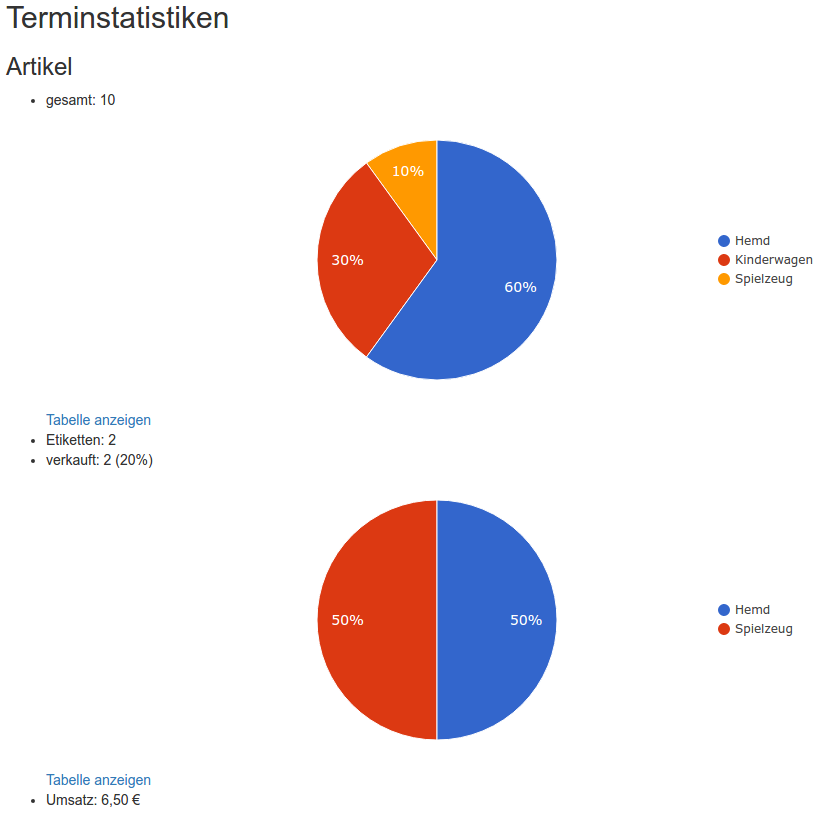 Terminstatistiken
Artikel
gesamt: 10
10%
30%
60%
Hemd
Kinderwagen
Spielzeug
Tabelle anzeigen
Etiketten: 2
verkauft: 2 (20%)
50%
50%
Hemd
Spielzeug
Tabelle anzeigen
Umsatz: 6,50 €